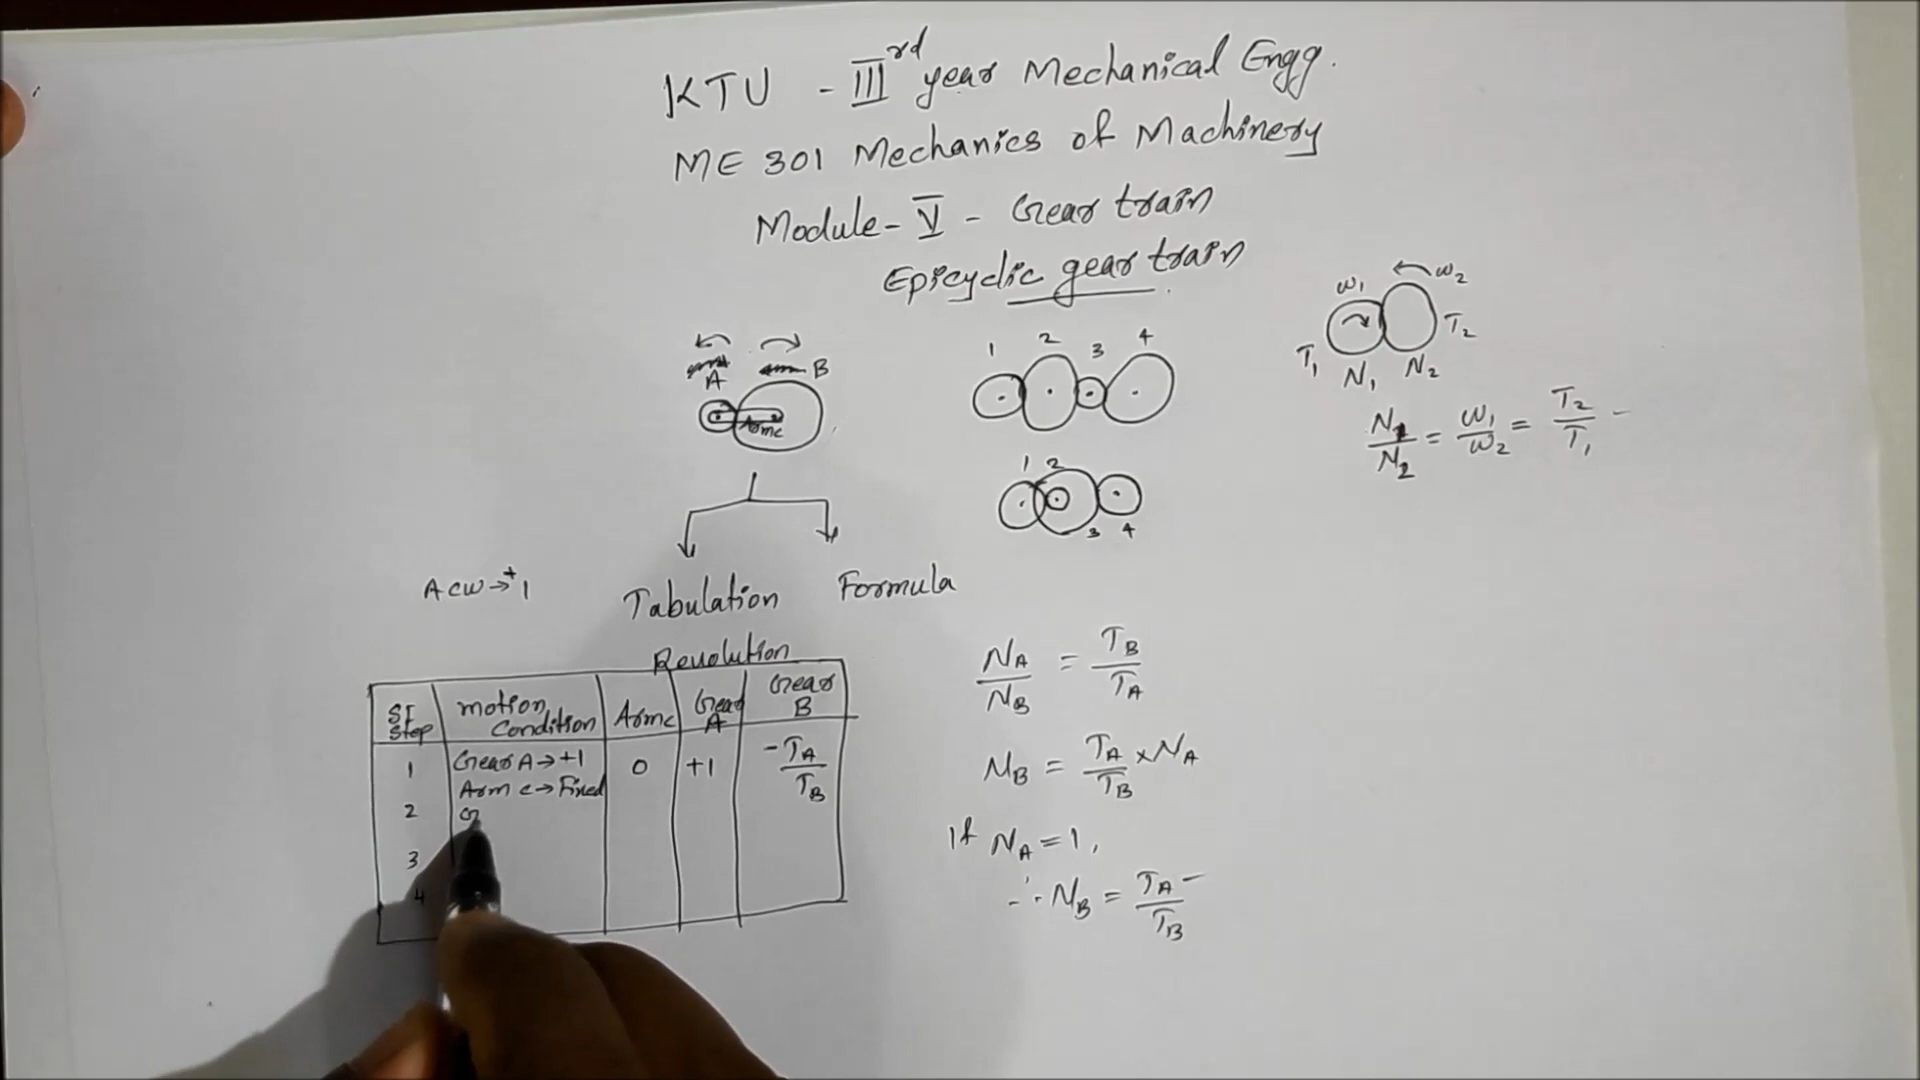 KTU - III rd year Mechanical Engg.
ME 301 Mechanics of Machinery
Module - V - Gear train
Epicyclic gear train
A B
Arm c
1 2 3 4
1 2
3 4
ω1 ω2
T1 T2
N1 N2
N1/N2 = ω1/ω2 = T2/T1
ACW → +1
Tabulation Formula
Revolution
Step motion Condition Arm c Gear A Gear B
1 Gear A → +1 0 +1 -TA/TB
Arm c → Fixed
2 G
3
4
NA/NB = TB/TA
NB = TA/TB × NA
If NA = 1,
∴ NB = TA/TB